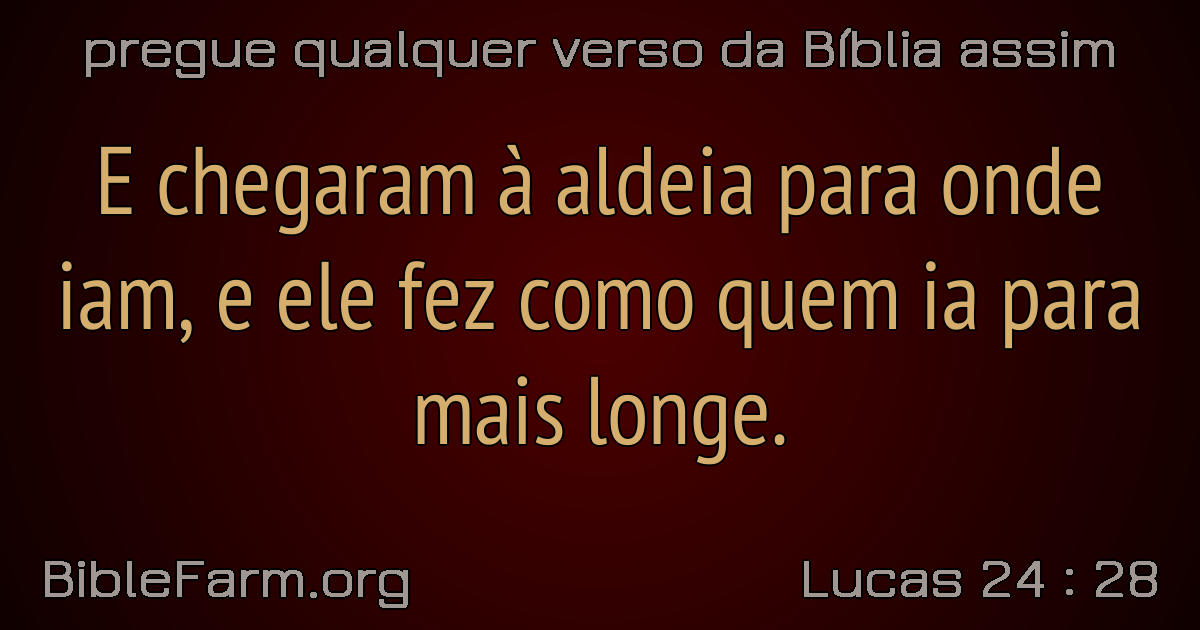 pregue qualquer verso da Bíblia assim
E chegaram à aldeia para onde
iam, e ele fez como quem ia para
mais longe.
BibleFarm.org
Lucas 24 : 28